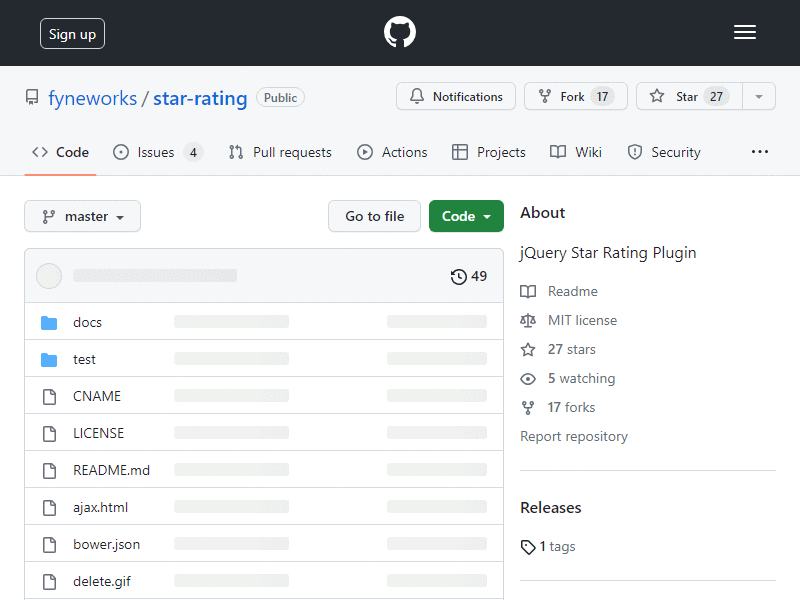 Sign up
fyneworks / star-rating Public
Notifications Fork 17 Star 27
Code Issues 4 Pull requests Actions Projects Wiki Security
master Go to file Code
49
docs
test
CNAME
LICENSE
README.md
ajax.html
bower.json
delete.gif
About
jQuery Star Rating Plugin
Readme
MIT license
27 stars
5 watching
17 forks
Report repository
Releases
1 tags